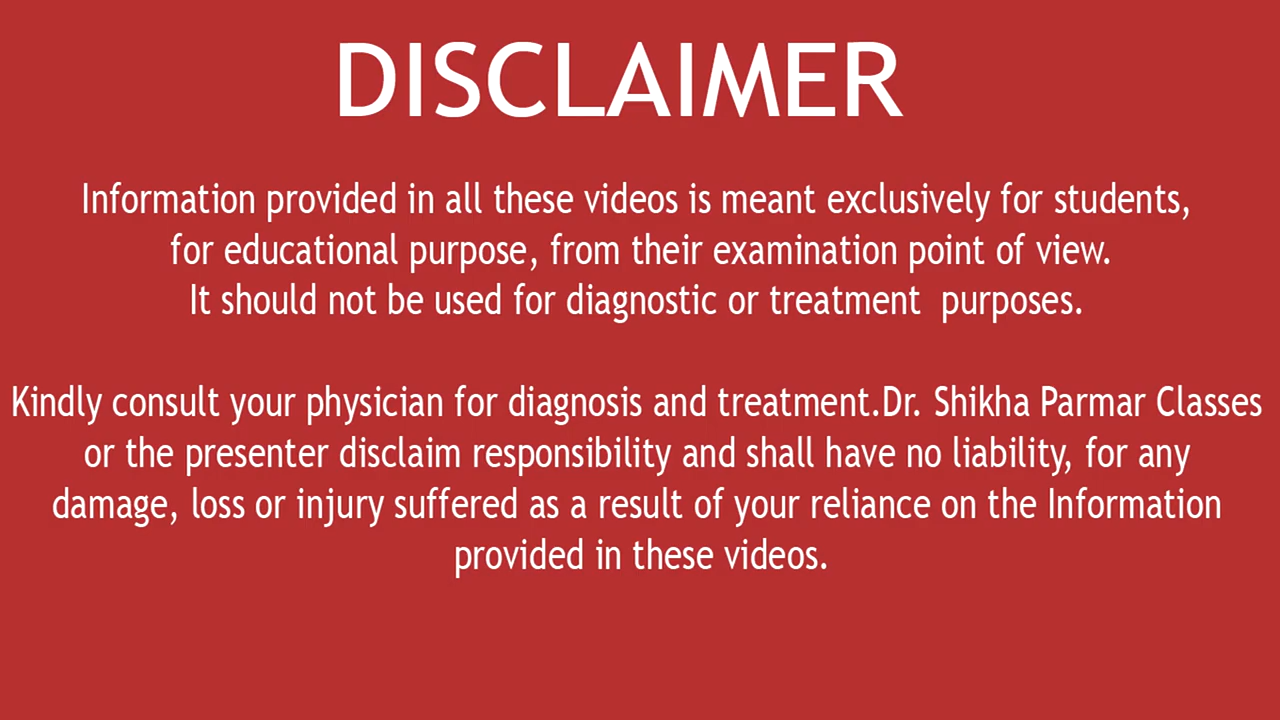 DISCLAIMER
Information provided in all these videos is meant exclusively for students,
for educational purpose, from their examination point of view.
It should not be used for diagnostic or treatment  purposes.
Kindly consult your physician for diagnosis and treatment.Dr. Shikha Parmar Classes
or the presenter disclaim responsibility and shall have no liability, for any
damage, loss or injury suffered as a result of your reliance on the Information
provided in these videos.